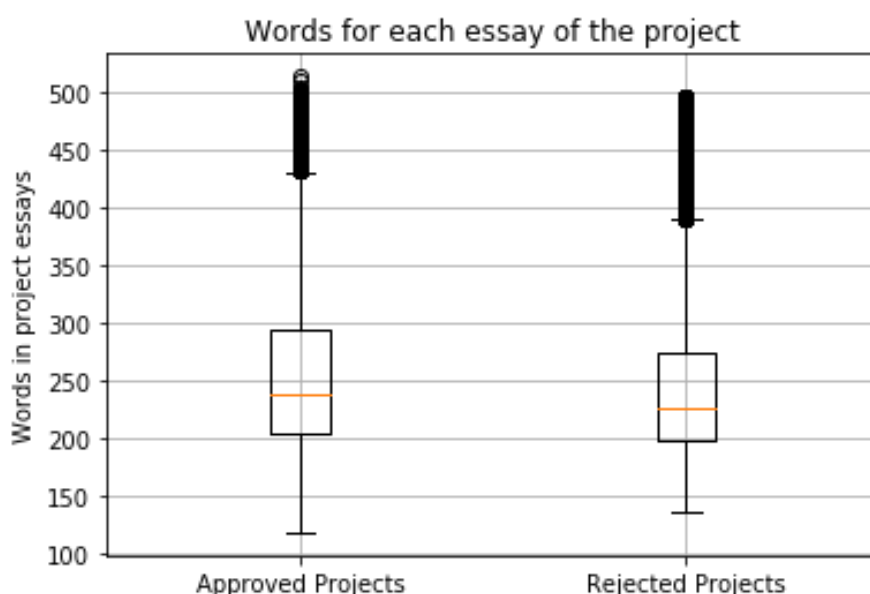 Words for each essay of the project
Words in project essays
500
450
400
350
300
250
200
150
100
Approved Projects
Rejected Projects